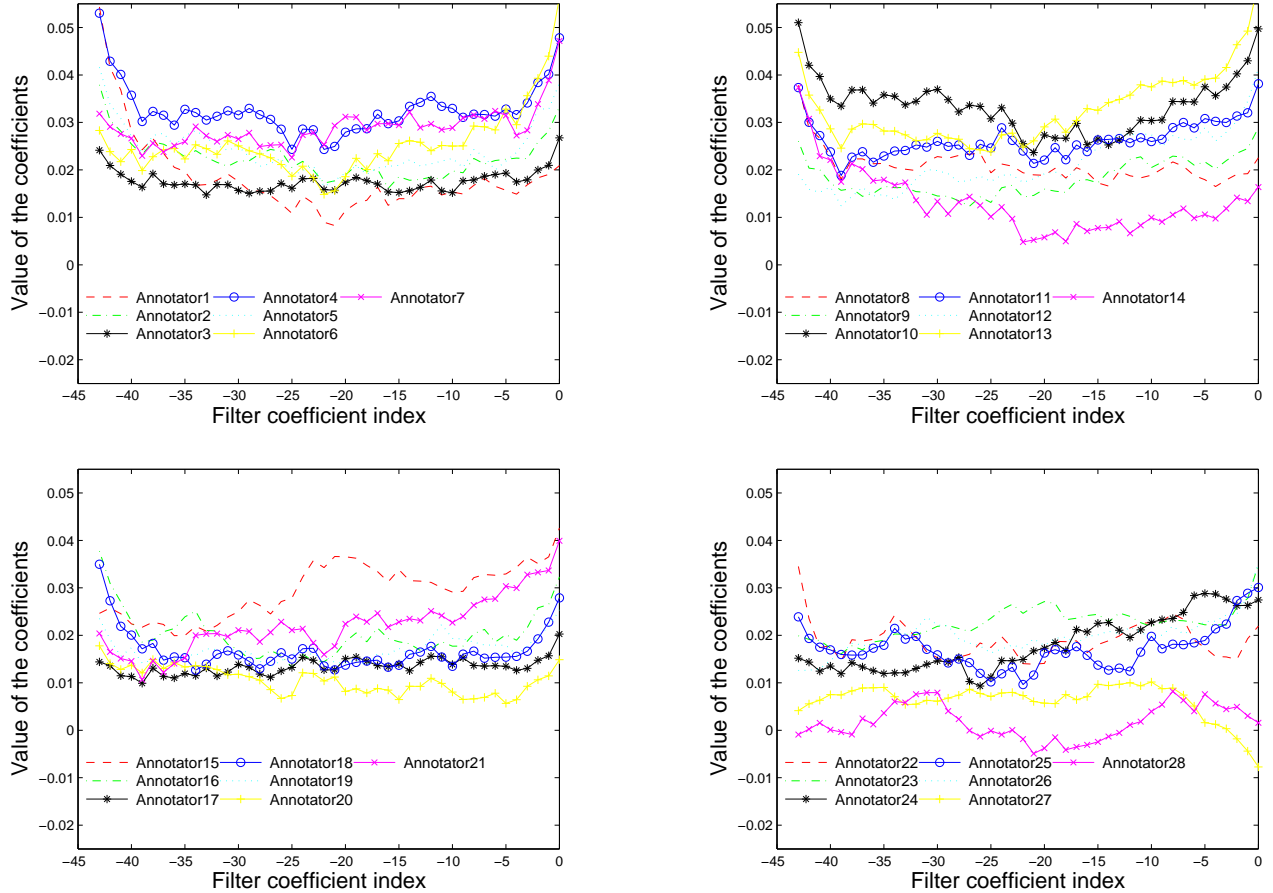 0.05
0.04
0.03
0.02
0.01
0
−0.01
−0.02
Value of the coefficients
Annotator1 Annotator4 Annotator7
Annotator2 Annotator5
Annotator3 Annotator6
−45 −40 −35 −30 −25 −20 −15 −10 −5 0
Filter coefficient index
0.05
0.04
0.03
0.02
0.01
0
−0.01
−0.02
Value of the coefficients
Annotator8 Annotator11 Annotator14
Annotator9 Annotator12
Annotator10 Annotator13
−45 −40 −35 −30 −25 −20 −15 −10 −5 0
Filter coefficient index
0.05
0.04
0.03
0.02
0.01
0
−0.01
−0.02
Value of the coefficients
Annotator15 Annotator18 Annotator21
Annotator16 Annotator19
Annotator17 Annotator20
−45 −40 −35 −30 −25 −20 −15 −10 −5 0
Filter coefficient index
0.05
0.04
0.03
0.02
0.01
0
−0.01
−0.02
Value of the coefficients
Annotator22 Annotator25 Annotator28
Annotator23 Annotator26
Annotator24 Annotator27
−45 −40 −35 −30 −25 −20 −15 −10 −5 0
Filter coefficient index